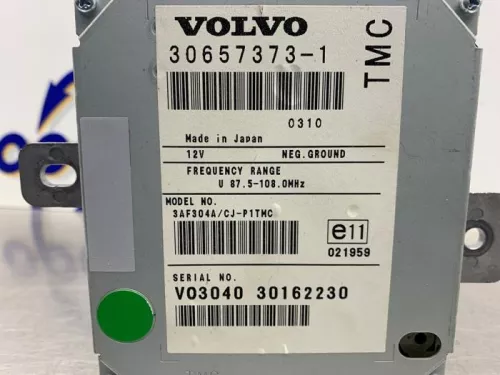 VOLVO
30657373-1
TMC
0310
Made in Japan
12V NEG.GROUND
FREQUENCY RANGE
U 87.5-108.0MHz
MODEL NO.
3AF304A/CJ-P1TMC
e11
021959
SERIAL NO.
VO3040 30162230